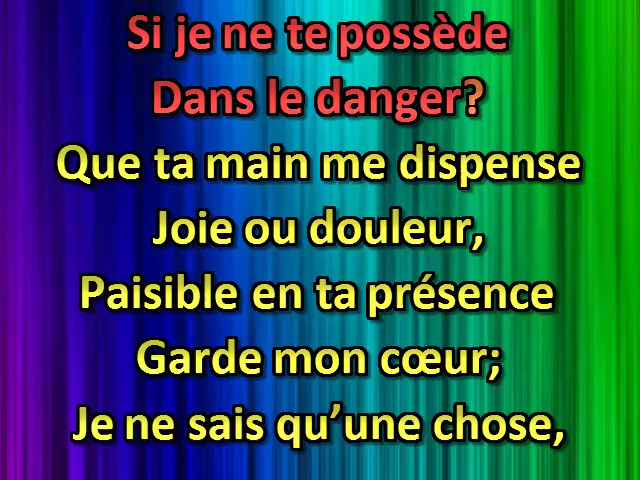 Si je ne te possède
Dans le danger?
Que ta main me dispense
Joie ou douleur,
Paisible en ta présence
Garde mon cœur;
Je ne sais qu’une chose,